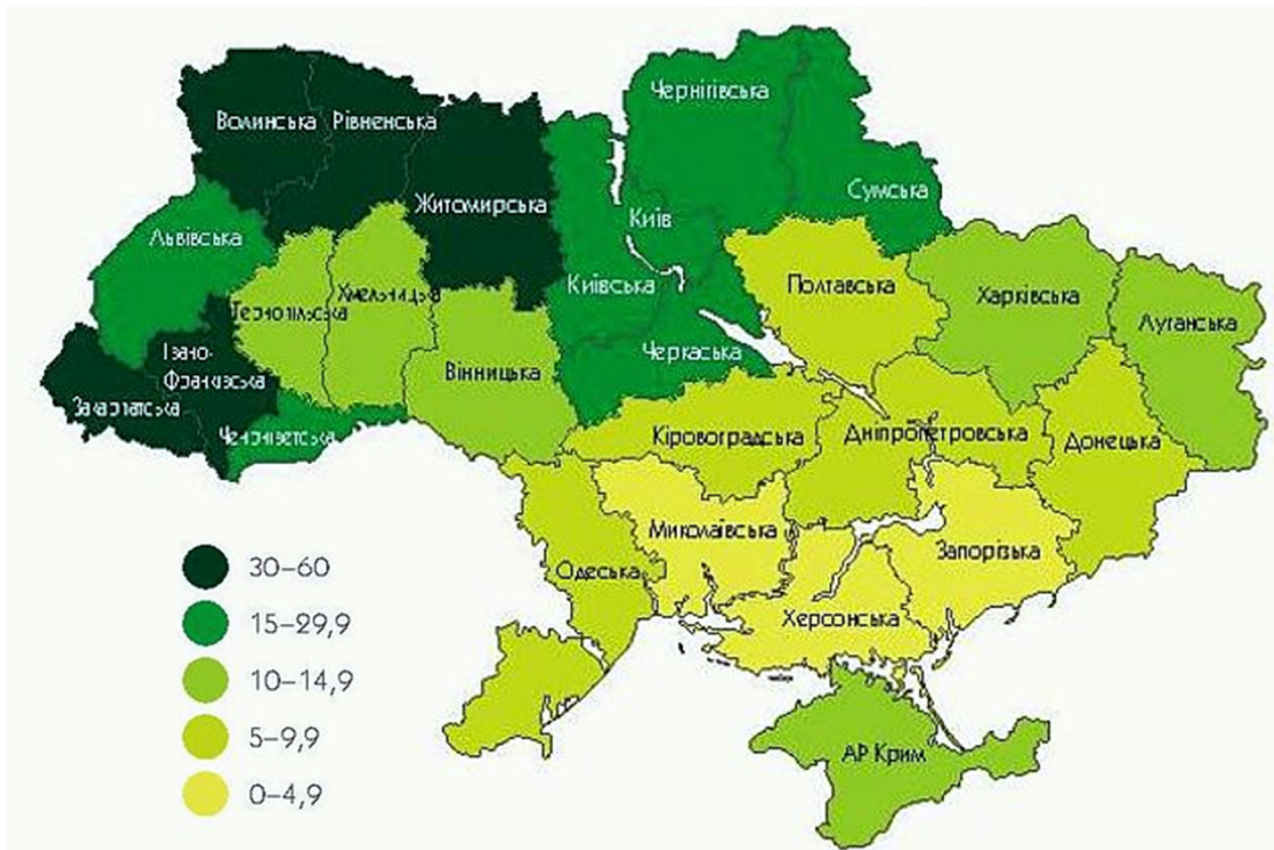 Чернігівська
Волинська
Рівненська
Сумська
Житомирська
Київ
Львівська
Київська
Полтавська
Харківська
Хмельницька
Тернопільська
Луганська
Черкаська
Івано-
Франківська
Вінницька
Закарпатська
Черніветська
Кіровоградська
Дніпропетровська
Донецька
Миколаївська
Запорізька
Одеська
Херсонська
АР Крим
30–60
15–29,9
10–14,9
5–9,9
0–4,9